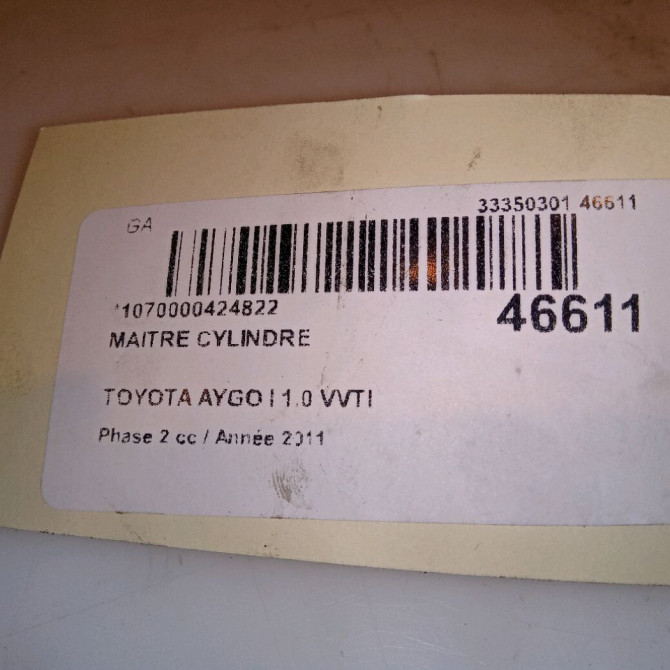 GA
33350301 46611
*1070000424822
46611
MAITRE CYLINDRE
TOYOTA AYGO I 1.0 VVTI
Phase 2 cc / Année 2011